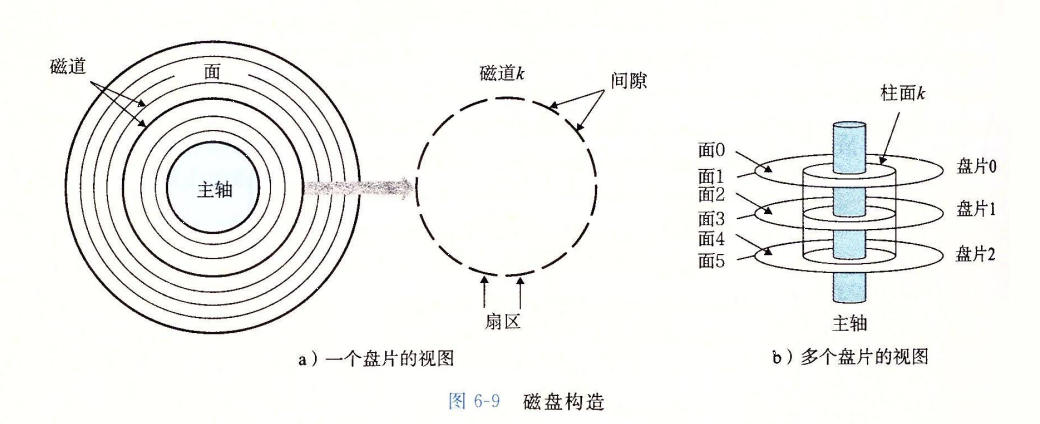 磁道
面
主轴
磁道k
间隙
扇区
a）一个盘片的视图
柱面k
面0
面1
面2
面3
面4
面5
盘片0
盘片1
盘片2
主轴
b）多个盘片的视图
图 6-9 磁盘构造